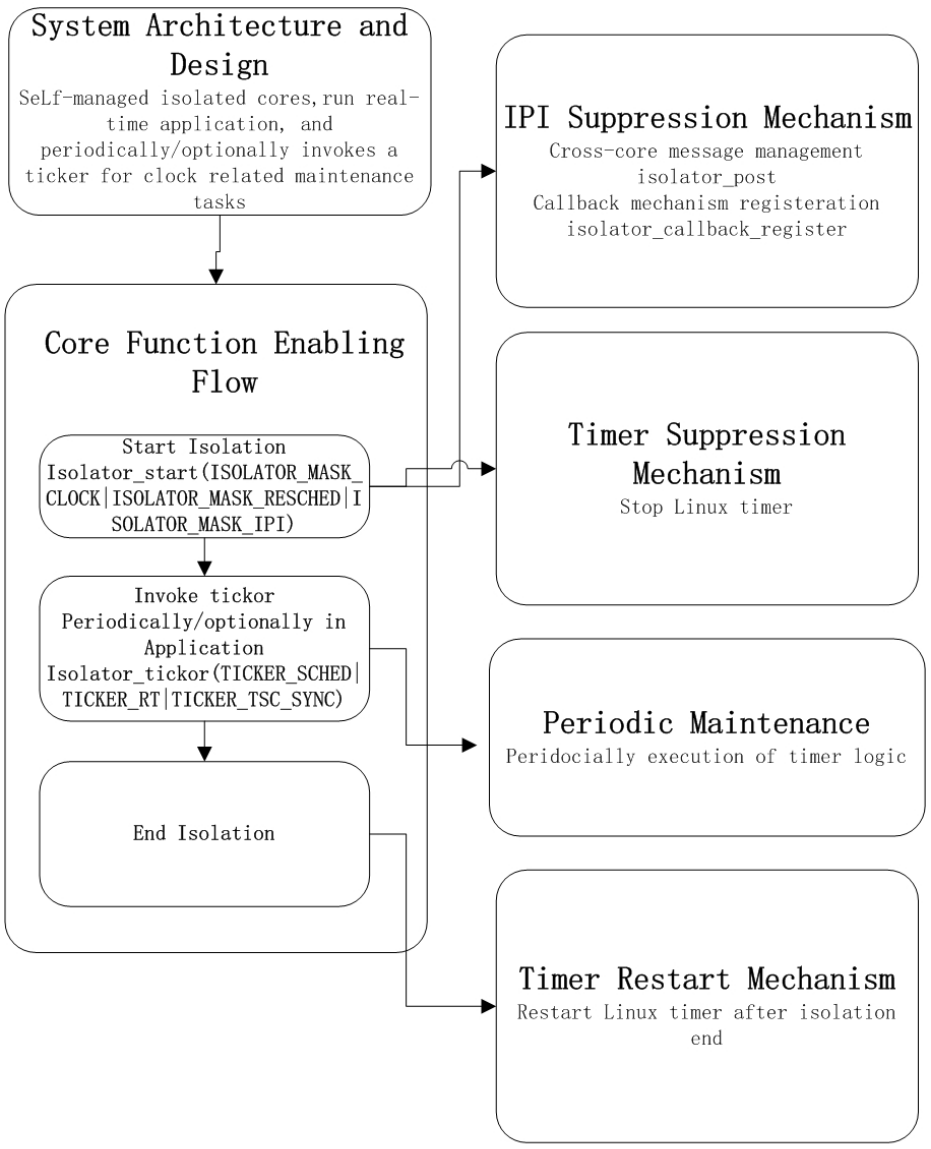 System Architecture and
Design
SeLf-managed isolated cores,run real-
time application, and
periodically/optionally invokes a
ticker for clock related maintenance
tasks
Core Function Enabling
Flow
Start Isolation
Isolator_start(ISOLATOR_MASK_
CLOCK|ISOLATOR_MASK_RESCHED|I
SOLATOR_MASK_IPI)
Invoke tickor
Periodically/optionally in
Application
Isolator_tickor(TICKER_SCHED|
TICKER_RT|TICKER_TSC_SYNC)
End Isolation
IPI Suppression Mechanism
Cross-core message management
isolator_post
Callback mechanism registeration
isolator_callback_register
Timer Suppression
Mechanism
Stop Linux timer
Periodic Maintenance
Peridocially execution of timer logic
Timer Restart Mechanism
Restart Linux timer after isolation
end